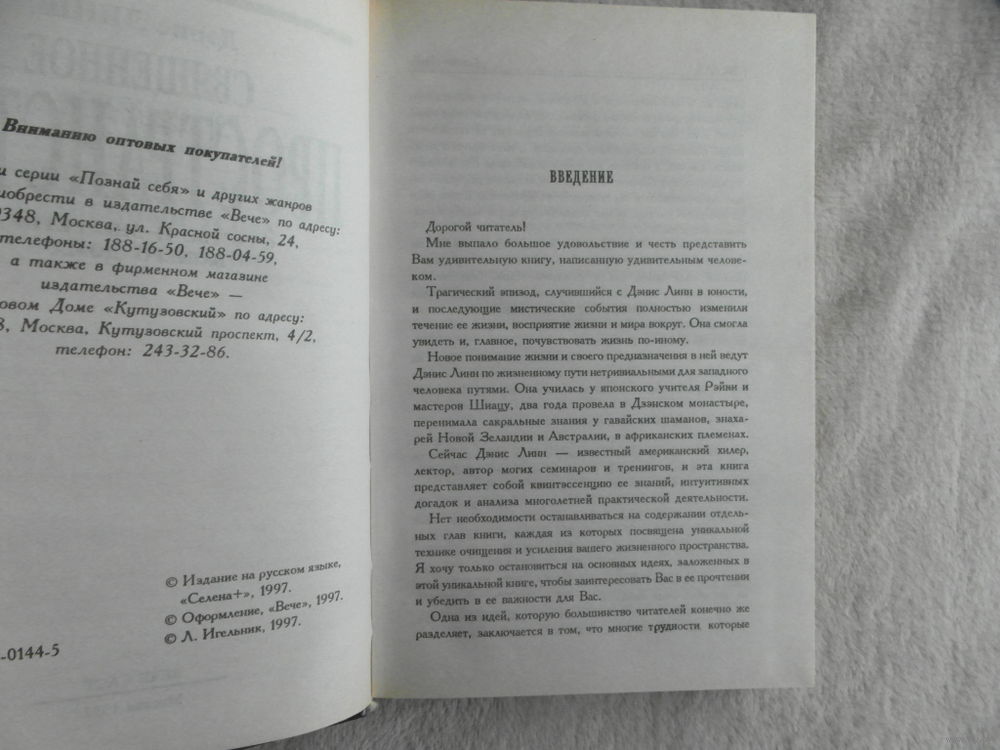 Вниманию оптовых покупателей!
и серии «Познай себя» и других жанров
иобрести в издательстве «Вече» по адресу:
0348, Москва, ул. Красной сосны, 24,
телефоны: 188-16-50, 188-04-59,
а также в фирменном магазине
издательства «Вече» —
овом Доме «Кутузовский» по адресу:
8, Москва, Кутузовский проспект, 4/2,
телефон: 243-32-86.
© Издание на русском языке,
«Селена+», 1997.
© Оформление, «Вече», 1997.
© Л. Игельник, 1997.
-0144-5
ВВЕДЕНИЕ
Дорогой читатель!
Мне выпало большое удовольствие и честь представить
Вам удивительную книгу, написанную удивительным челове-
ком.
Трагический эпизод, случившийся с Дэнис Линн в юности,
и последующие мистические события полностью изменили
течение ее жизни, восприятие жизни и мира вокруг. Она смогла
увидеть и, главное, почувствовать жизнь по-иному.
Новое понимание жизни и своего предназначения в ней ведут
Дэнис Линн по жизненному пути нетривиальными для западного
человека путями. Она училась у японского учителя Рэйки и
мастеров Шиацу, два года провела в Дзэнском монастыре,
перенимала сакральные знания у гавайских шаманов, знаха-
рей Новой Зеландии и Австралии, в африканских племенах.
Сейчас Дэнис Линн — известный американский хилер,
лектор, автор могих семинаров и тренингов, и эта книга
представляет собой квинтэссенцию ее знаний, интуитивных
догадок и анализа многолетней практической деятельности.
Нет необходимости останавливаться на содержании отдель-
ных глав книги, каждая из которых посвящена уникальной
технике очищения и усиления вашего жизненного пространства.
Я хочу только остановиться на основных идеях, заложенных в
этой уникальной книге, чтобы заинтересовать Вас в ее прочтении
и убедить в ее важности для Вас.
Одна из идей, которую большинство читателей конечно же
разделяет, заключается в том, что многие трудности, которые